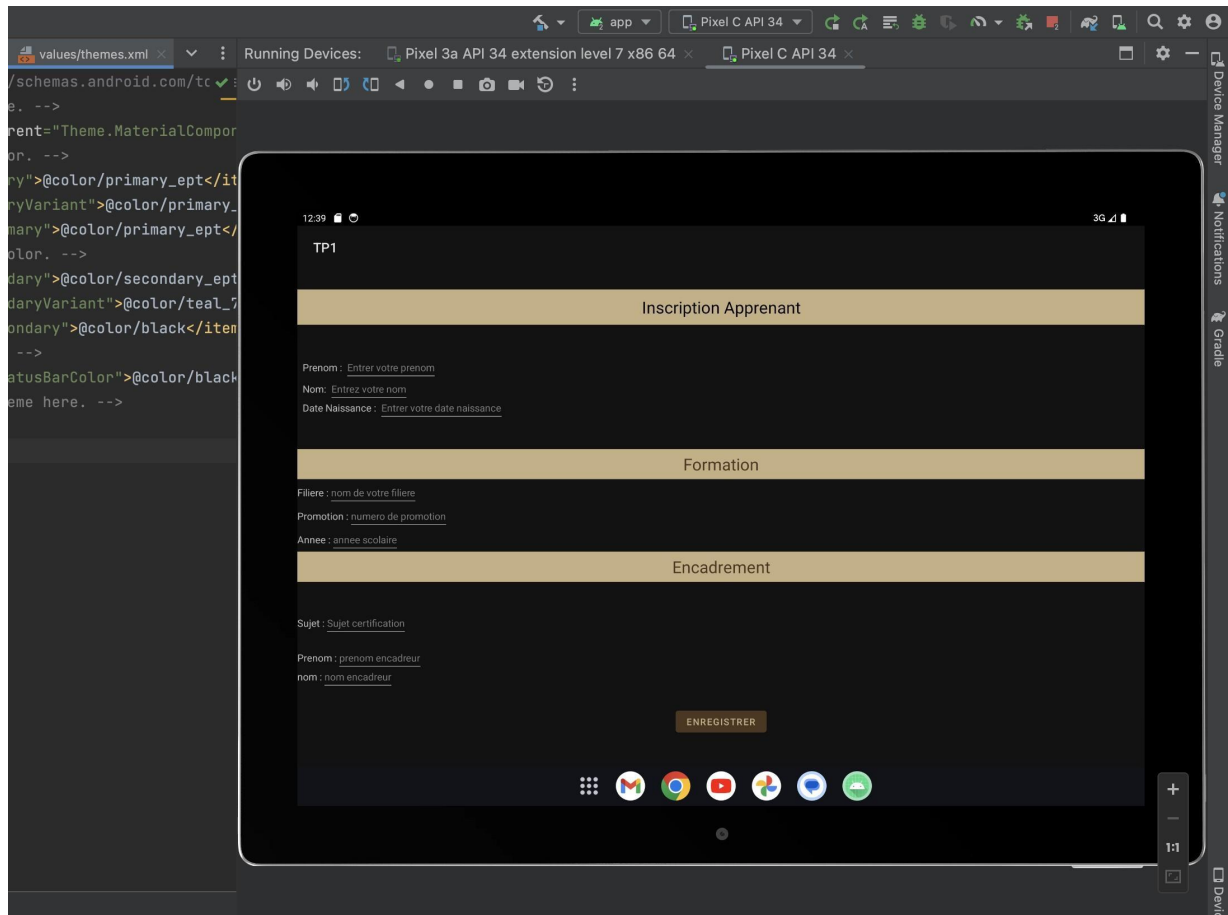 app
Pixel C API 34
values/themes.xml
Running Devices:
Pixel 3a API 34 extension level 7 x86 64
Pixel C API 34
/schemas.android.com/to
e. -->
rent="Theme.MaterialCompor
or. -->
ry">@color/primary_ept</it
ryVariant">@color/primary_
mary">@color/primary_ept</
olor. -->
dary">@color/secondary_ept
daryVariant">@color/teal_7
ondary">@color/black</item
-->
atusBarColor">@color/black
eme here. -->
12:39
3G
TP1
Inscription Apprenant
Prenom : Entrer votre prenom
Nom: Entrez votre nom
Date Naissance : Entrer votre date naissance
Formation
Filiere : nom de votre filiere
Promotion : numero de promotion
Annee : annee scolaire
Encadrement
Sujet : Sujet certification
Prenom : prenom encadreur
nom : nom encadreur
ENREGISTRER
1:1
Device Manager
Notifications
Gradle